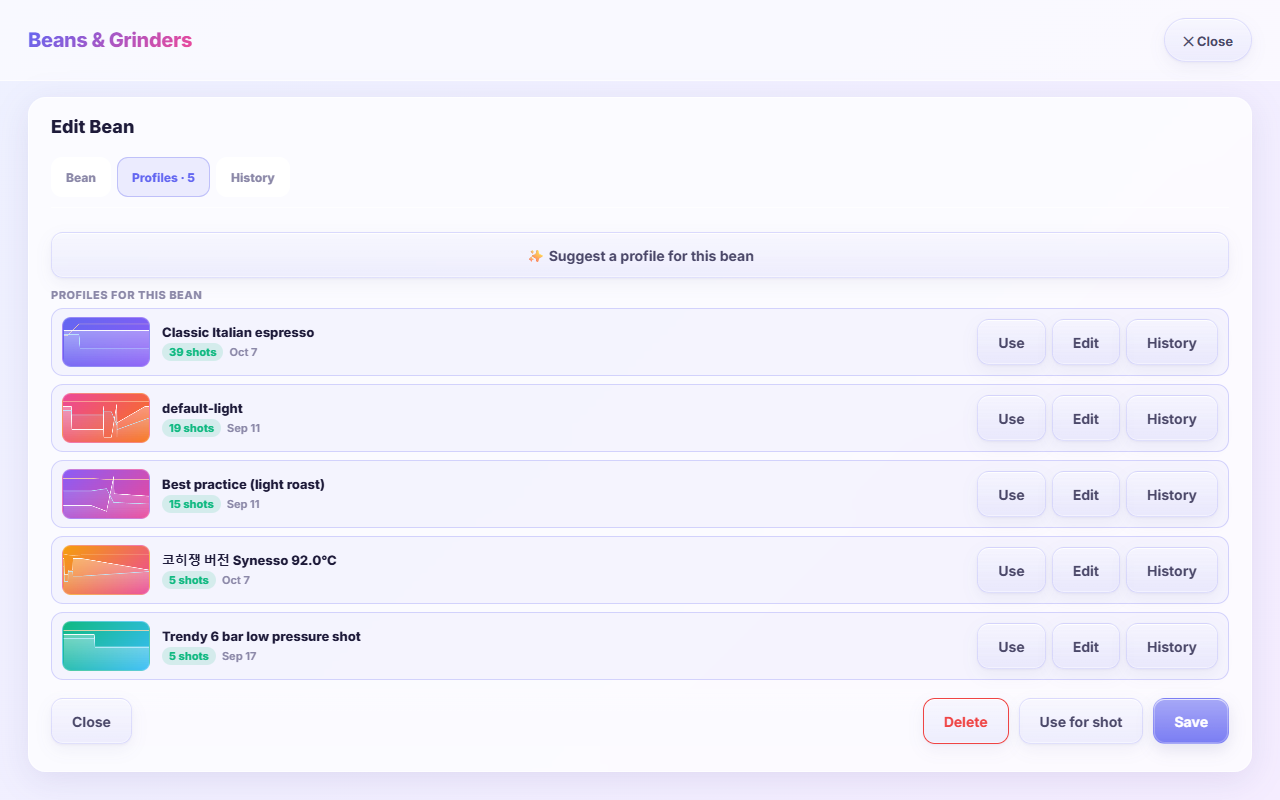 Beans & Grinders
Close
Edit Bean
Bean
Profiles · 5
History
✨ Suggest a profile for this bean
PROFILES FOR THIS BEAN
Classic Italian espresso
39 shots Oct 7
Use Edit History
default-light
19 shots Sep 11
Use Edit History
Best practice (light roast)
15 shots Sep 11
Use Edit History
코히쟁 버전 Synesso 92.0°C
5 shots Oct 7
Use Edit History
Trendy 6 bar low pressure shot
5 shots Sep 17
Use Edit History
Close
Delete
Use for shot
Save